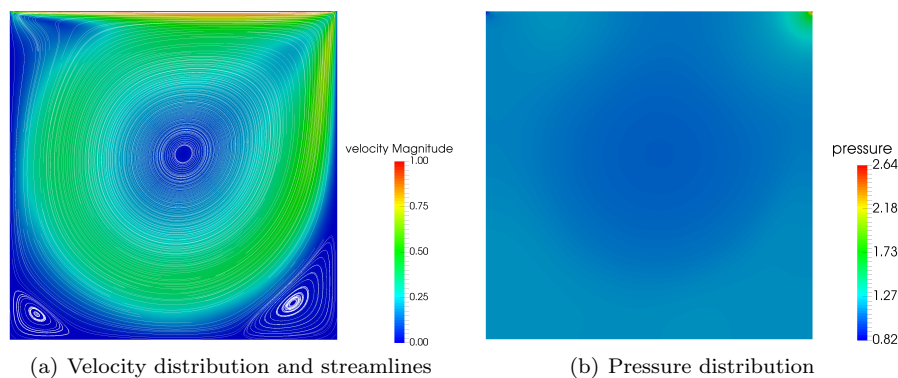 velocity Magnitude
1.00
0.75
0.50
0.25
0.00
pressure
2.64
2.18
1.73
1.27
0.82
(a) Velocity distribution and streamlines
(b) Pressure distribution